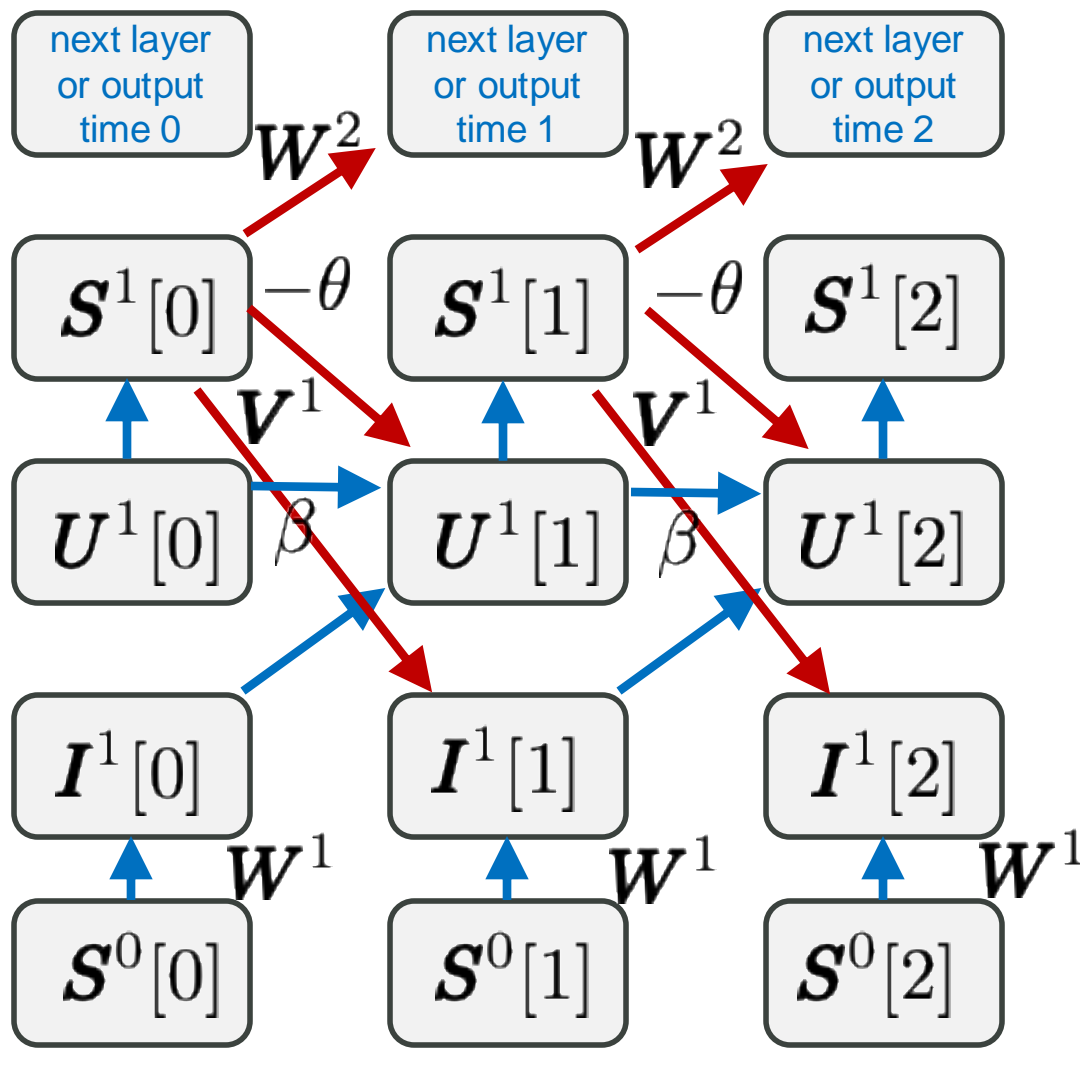 next layer
or output
time 0
next layer
or output
time 1
next layer
or output
time 2
W²
W²
S¹[0]
−θ
S¹[1]
−θ
S¹[2]
V¹
V¹
U¹[0]
β
U¹[1]
β
U¹[2]
I¹[0]
I¹[1]
I¹[2]
W¹
W¹
W¹
S⁰[0]
S⁰[1]
S⁰[2]